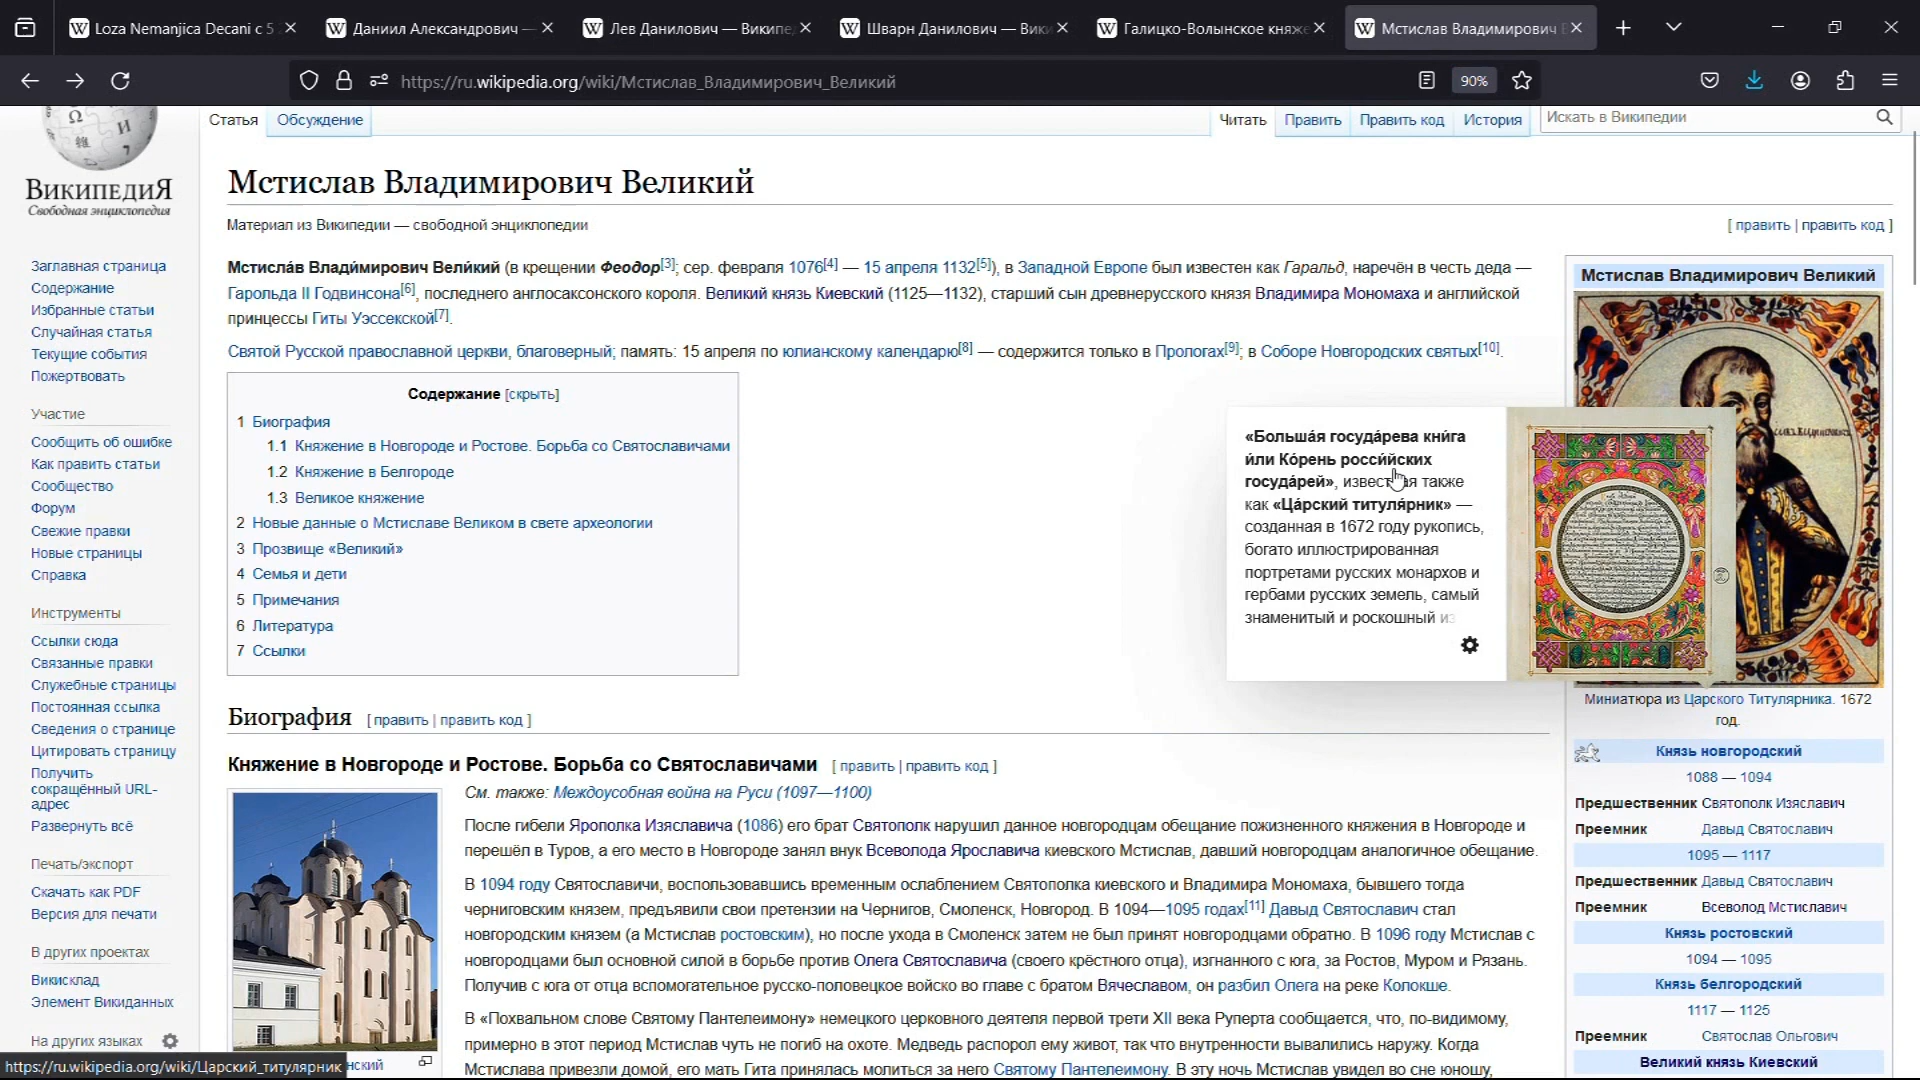 Loza Nemanjica Decani c 5
Даниил Александрович —
Лев Данилович — Википе
Шварн Данилович — Вики
Галицко-Волынское княже
Мстислав Владимирович В
https://ru.wikipedia.org/wiki/Мстислав_Владимирович_Великий
90%
Статья
Обсуждение
Читать
Править
Править код
История
Искать в Википедии
ВикипедиЯ
Свободная энциклопедия
Мстислав Владимирович Великий
Материал из Википедии — свободной энциклопедии
[ править | править код ]
Заглавная страница
Содержание
Избранные статьи
Случайная статья
Текущие события
Пожертвовать
Участие
Сообщить об ошибке
Как править статьи
Сообщество
Форум
Свежие правки
Новые страницы
Справка
Инструменты
Ссылки сюда
Связанные правки
Служебные страницы
Постоянная ссылка
Сведения о странице
Цитировать страницу
Получить
сокращённый URL-
адрес
Развернуть всё
Печать/экспорт
Скачать как PDF
Версия для печати
В других проектах
Викисклад
Элемент Викиданных
На других языках
Мстисла́в Влади́мирович Вели́кий (в крещении Феодор[3]; сер. февраля 1076[4] — 15 апреля 1132[5]), в Западной Европе был известен как Гаральд, наречён в честь деда —
Гарольда II Годвинсона[6], последнего англосаксонского короля. Великий князь Киевский (1125—1132), старший сын древнерусского князя Владимира Мономаха и английской
принцессы Гиты Уэссекской[7].
Святой Русской православной церкви, благоверный; память: 15 апреля по юлианскому календарю[8] — содержится только в Прологах[9]; в Соборе Новгородских святых[10].
Содержание [скрыть]
1 Биография
1.1 Княжение в Новгороде и Ростове. Борьба со Святославичами
1.2 Княжение в Белгороде
1.3 Великое княжение
2 Новые данные о Мстиславе Великом в свете археологии
3 Прозвище «Великий»
4 Семья и дети
5 Примечания
6 Литература
7 Ссылки
«Больша́я госуда́рева кни́га
и́ли Ко́рень росси́йских
госуда́рей», известная также
как «Ца́рский титуля́рник» —
созданная в 1672 году рукопись,
богато иллюстрированная
портретами русских монархов и
гербами русских земель, самый
знаменитый и роскошный из
Биография [ править | править код ]
Княжение в Новгороде и Ростове. Борьба со Святославичами [ править | править код ]
См. также: Междоусобная война на Руси (1097—1100)
После гибели Ярополка Изяславича (1086) его брат Святополк нарушил данное новгородцам обещание пожизненного княжения в Новгороде и
перешёл в Туров, а его место в Новгороде занял внук Всеволода Ярославича киевского Мстислав, давший новгородцам аналогичное обещание.
В 1094 году Святославичи, воспользовавшись временным ослаблением Святополка киевского и Владимира Мономаха, бывшего тогда
черниговским князем, предъявили свои претензии на Чернигов, Смоленск, Новгород. В 1094—1095 годах[11] Давыд Святославич стал
новгородским князем (а Мстислав ростовским), но после ухода в Смоленск затем не был принят новгородцами обратно. В 1096 году Мстислав с
новгородцами был основной силой в борьбе против Олега Святославича (своего крёстного отца), изгнанного с юга, за Ростов, Муром и Рязань.
Получив с юга от отца вспомогательное русско-половецкое войско во главе с братом Вячеславом, он разбил Олега на реке Колокше.
В «Похвальном слове Святому Пантелеимону» немецкого церковного деятеля первой трети XII века Руперта сообщается, что, по-видимому,
примерно в этот период Мстислав чуть не погиб на охоте. Медведь распорол ему живот, так что внутренности вывалились наружу. Когда
Мстислава привезли домой, его мать Гита принялась молиться за него Святому Пантелеимону. В эту ночь Мстислав увидел во сне юношу,
Мстислав Владимирович Великий
Миниатюра из Царского Титулярника. 1672
год.
Князь новгородский
1088 — 1094
Предшественник Святополк Изяславич
Преемник Давыд Святославич
1095 — 1117
Предшественник Давыд Святославич
Преемник Всеволод Мстиславич
Князь ростовский
1094 — 1095
Князь белгородский
1117 — 1125
Преемник Святослав Ольгович
Великий князь Киевский
https://ru.wikipedia.org/wiki/Царский_титулярник
нский